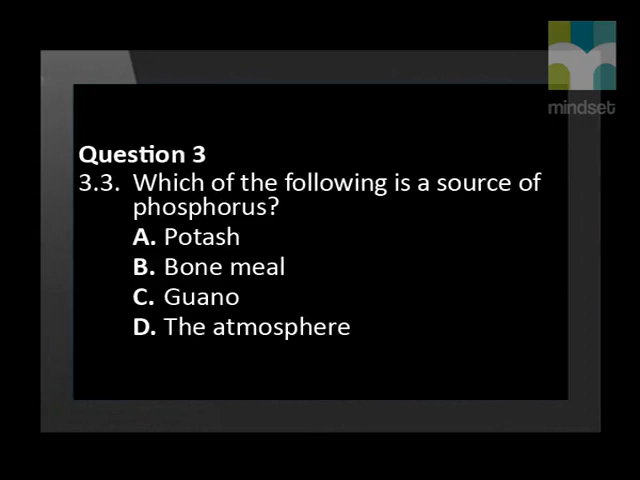 mindset
Question 3
3.3. Which of the following is a source of
phosphorus?
A. Potash
B. Bone meal
C. Guano
D. The atmosphere